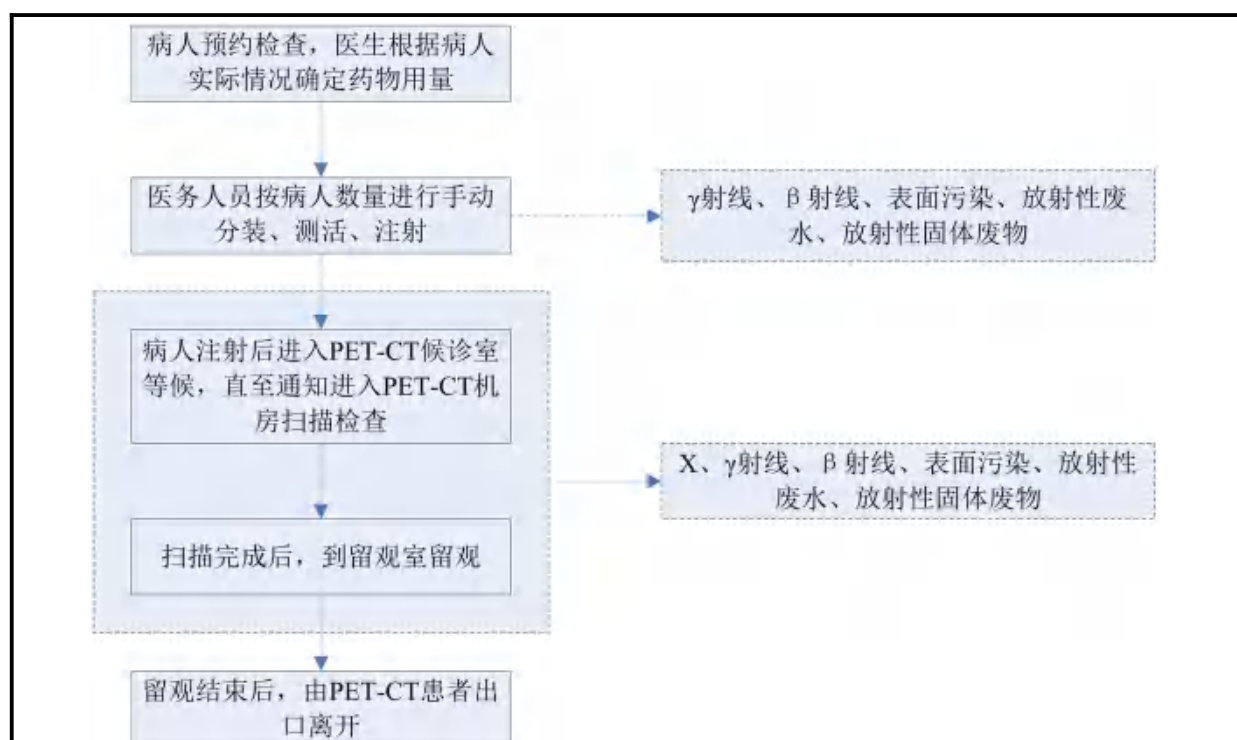 病人预约检查，医生根据病人
实际情况确定药物用量
医务人员按病人数量进行手动
分装、测活、注射
γ射线、β射线、表面污染、放射性废
水、放射性固体废物
病人注射后进入PET-CT候诊室
等候，直至通知进入PET-CT机
房扫描检查
X、γ射线、β射线、表面污染、放射性
废水、放射性固体废物
扫描完成后，到留观室留观
留观结束后，由PET-CT患者出
口离开